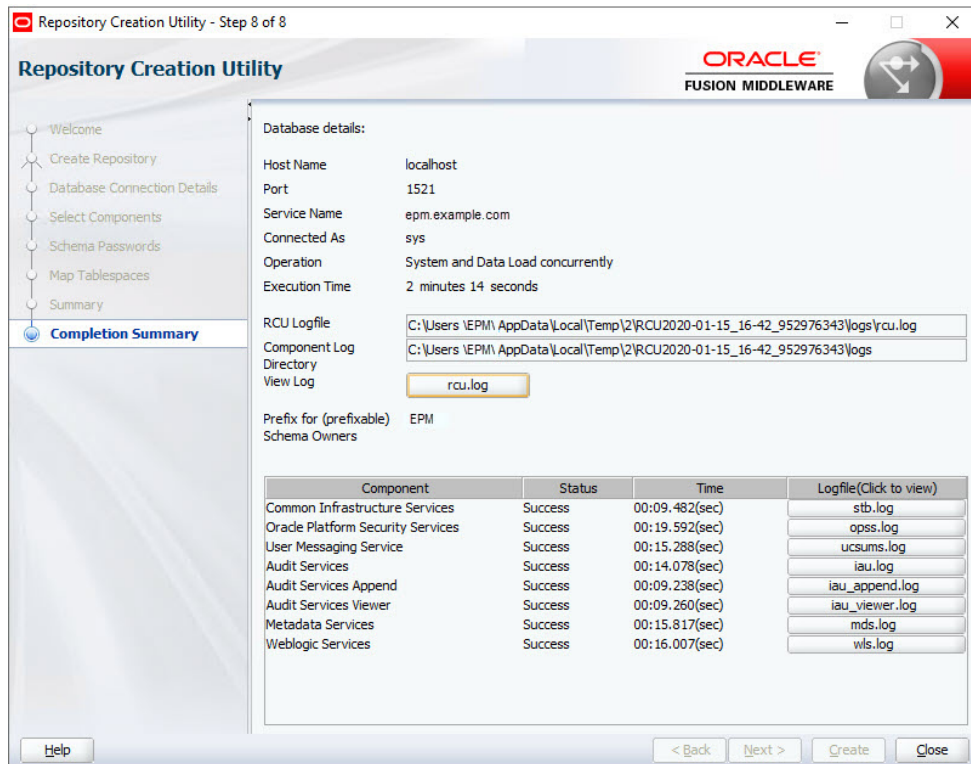 Repository Creation Utility - Step 8 of 8
Repository Creation Utility
ORACLE
FUSION MIDDLEWARE
Welcome
Create Repository
Database Connection Details
Select Components
Schema Passwords
Map Tablespaces
Summary
Completion Summary
Database details:
Host Name localhost
Port 1521
Service Name epm.example.com
Connected As sys
Operation System and Data Load concurrently
Execution Time 2 minutes 14 seconds
RCU Logfile C:\Users \EPM\ AppData\Local\Temp\2\RCU2020-01-15_16-42_952976343\logs\rcu.log
Component Log Directory C:\Users \EPM\ AppData\Local\Temp\2\RCU2020-01-15_16-42_952976343\logs
View Log rcu.log
Prefix for (prefixable) EPM
Schema Owners
Component Status Time Logfile(Click to view)
Common Infrastructure Services Success 00:09.482(sec) stb.log
Oracle Platform Security Services Success 00:19.592(sec) opss.log
User Messaging Service Success 00:15.288(sec) ucsums.log
Audit Services Success 00:14.078(sec) iau.log
Audit Services Append Success 00:09.238(sec) iau_append.log
Audit Services Viewer Success 00:09.260(sec) iau_viewer.log
Metadata Services Success 00:15.817(sec) mds.log
Weblogic Services Success 00:16.007(sec) wls.log
Help < Back Next > Create Close